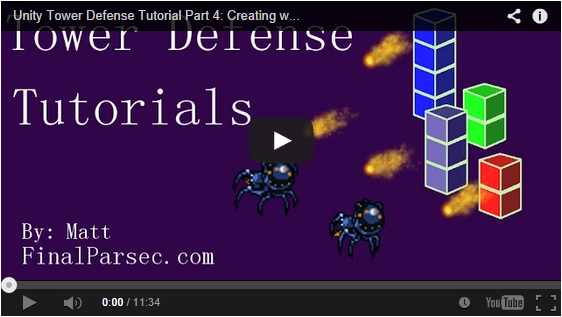 Unity Tower Defense Tutorial Part 4: Creating w...
Tower Defense
Tutorials
By: Matt
FinalParsec.com
0:00 / 11:34
YouTube